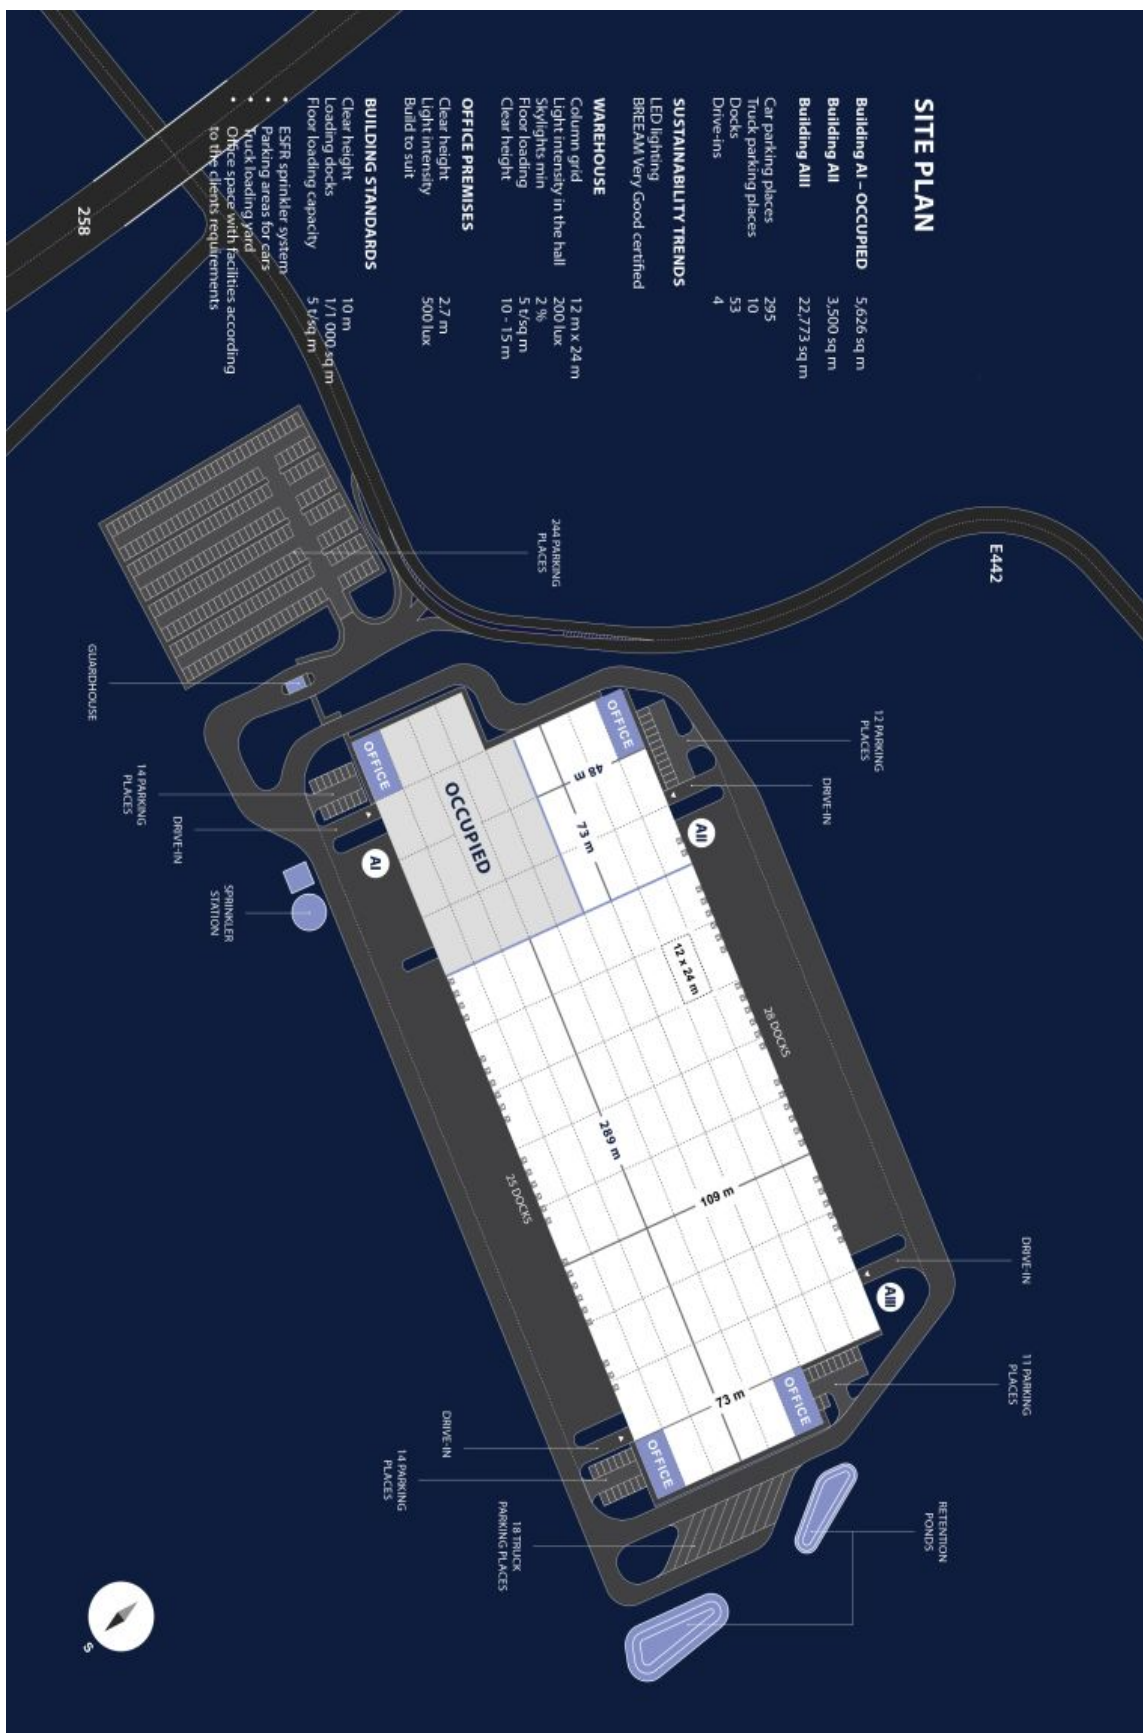 SITE PLAN
Building AI – OCCUPIED 5,626 sq m
Building AII 3,500 sq m
Building AIII 22,773 sq m
Car parking places 295
Truck parking places 10
Docks 53
Drive-ins 4
SUSTAINABILITY TRENDS
LED lighting
BREEAM Very Good certified
WAREHOUSE
Column grid 12 m x 24 m
Light intensity in the hall 200 lux
Skylights min 2 %
Floor loading 5 t/sq m
Clear height 10 - 15 m
OFFICE PREMISES
Clear height 2.7 m
Light intensity 500 lux
Build to suit
BUILDING STANDARDS
Clear height 10 m
Loading docks 1/1 000 sq m
Floor loading capacity 5 t/sq m
• ESFR sprinkler system
• Parking areas for cars
• Truck loading yard
• Office space with facilities according
to the clients requirements
258
E442
244 PARKING
PLACES
GUARDHOUSE
12 PARKING
PLACES
DRIVE-IN
14 PARKING
PLACES
DRIVE-IN
SPRINKLER
STATION
OFFICE
OFFICE
OCCUPIED
48 m
73 m
AI
AII
12 x 24 m
28 DOCKS
25 DOCKS
289 m
109 m
73 m
DRIVE-IN
AIII
11 PARKING
PLACES
OFFICE
OFFICE
DRIVE-IN
14 PARKING
PLACES
18 TRUCK
PARKING PLACES
RETENTION
PONDS
S